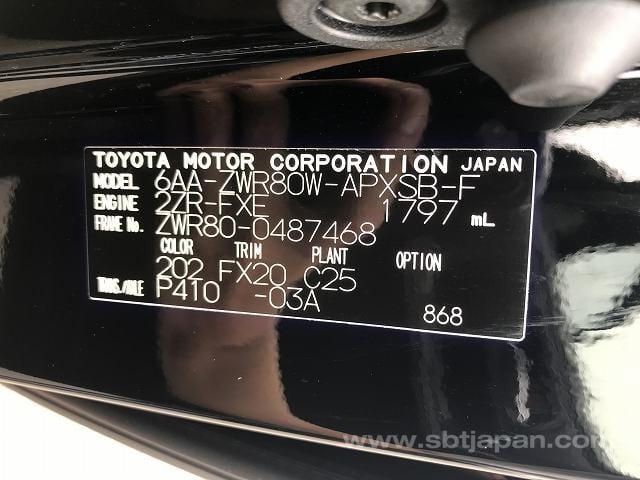 TOYOTA MOTOR CORPORATION JAPAN
MODEL 6AA-ZWR80W-APXSB-F
ENGINE 2ZR-FXE 1797 mL
FRAME No. ZWR80-0487468
COLOR TRIM PLANT OPTION
202 FX20 C25
TRANS./AXLE P410 -03A
868
www.sbtjapan.com